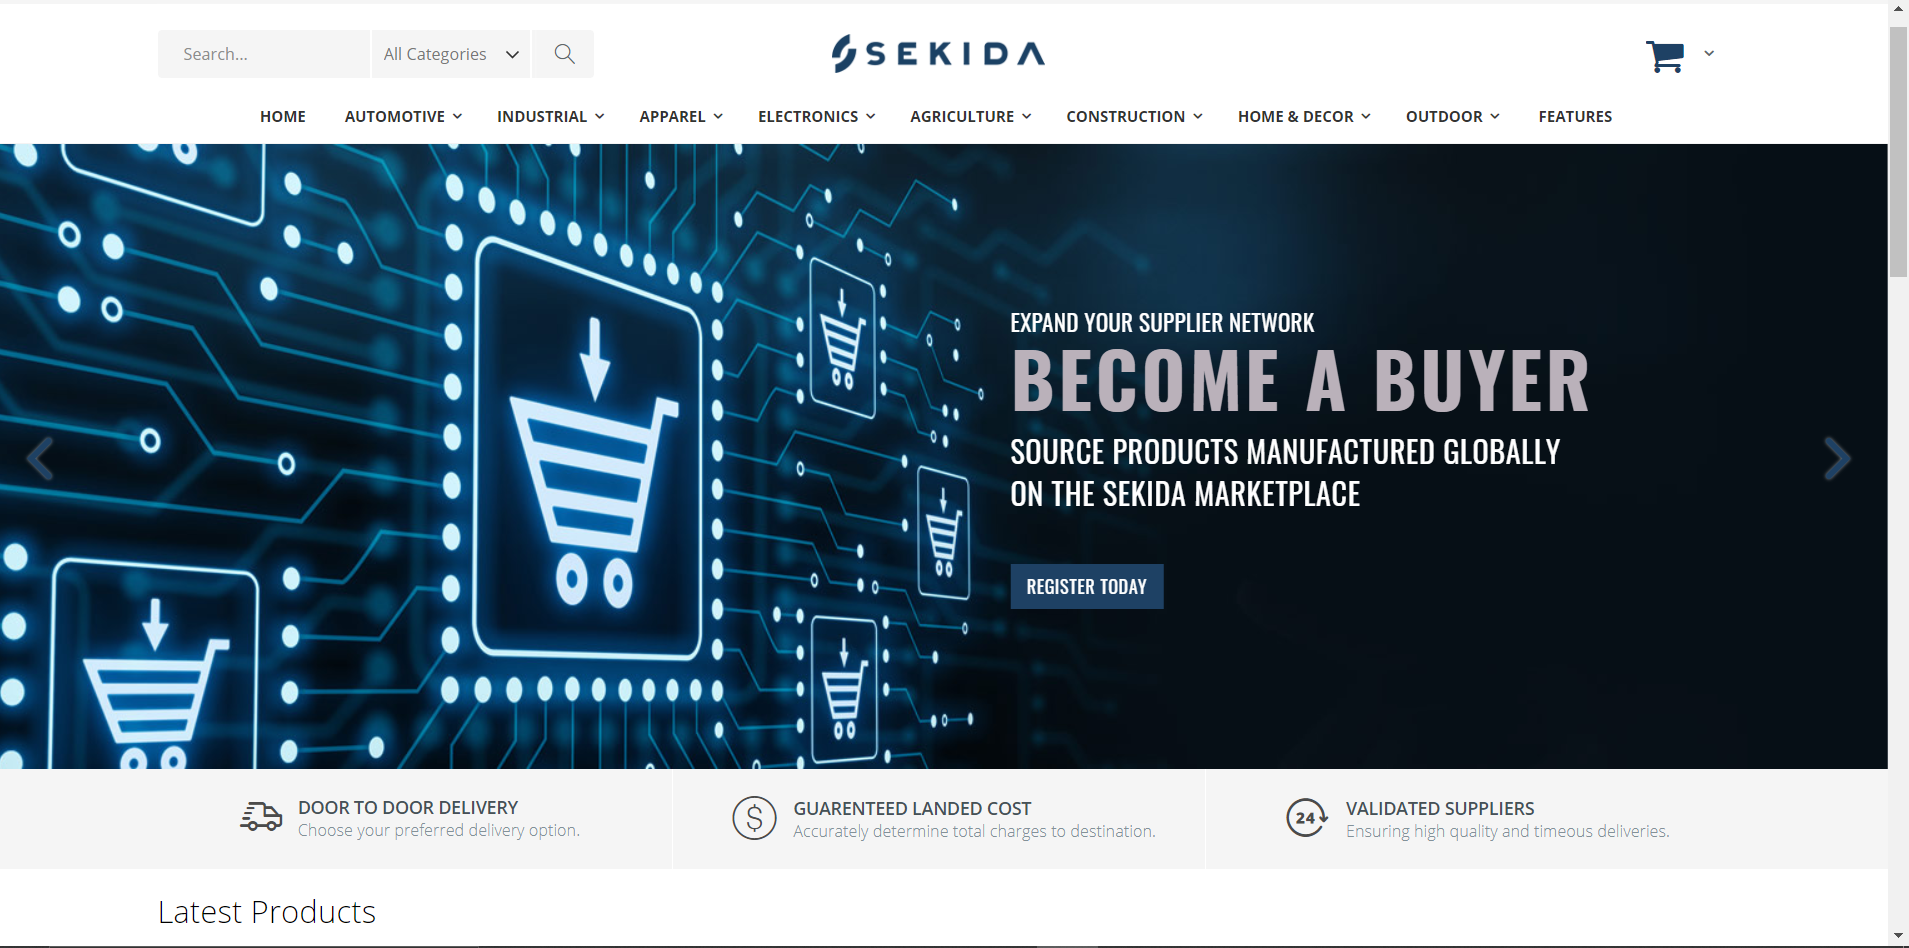 Search...
All Categories
SEKIDA
HOME AUTOMOTIVE INDUSTRIAL APPAREL ELECTRONICS AGRICULTURE CONSTRUCTION HOME & DECOR OUTDOOR FEATURES
EXPAND YOUR SUPPLIER NETWORK
BECOME A BUYER
SOURCE PRODUCTS MANUFACTURED GLOBALLY
ON THE SEKIDA MARKETPLACE
REGISTER TODAY
DOOR TO DOOR DELIVERY
Choose your preferred delivery option.
$
GUARENTEED LANDED COST
Accurately determine total charges to destination.
24
VALIDATED SUPPLIERS
Ensuring high quality and timeous deliveries.
Latest Products